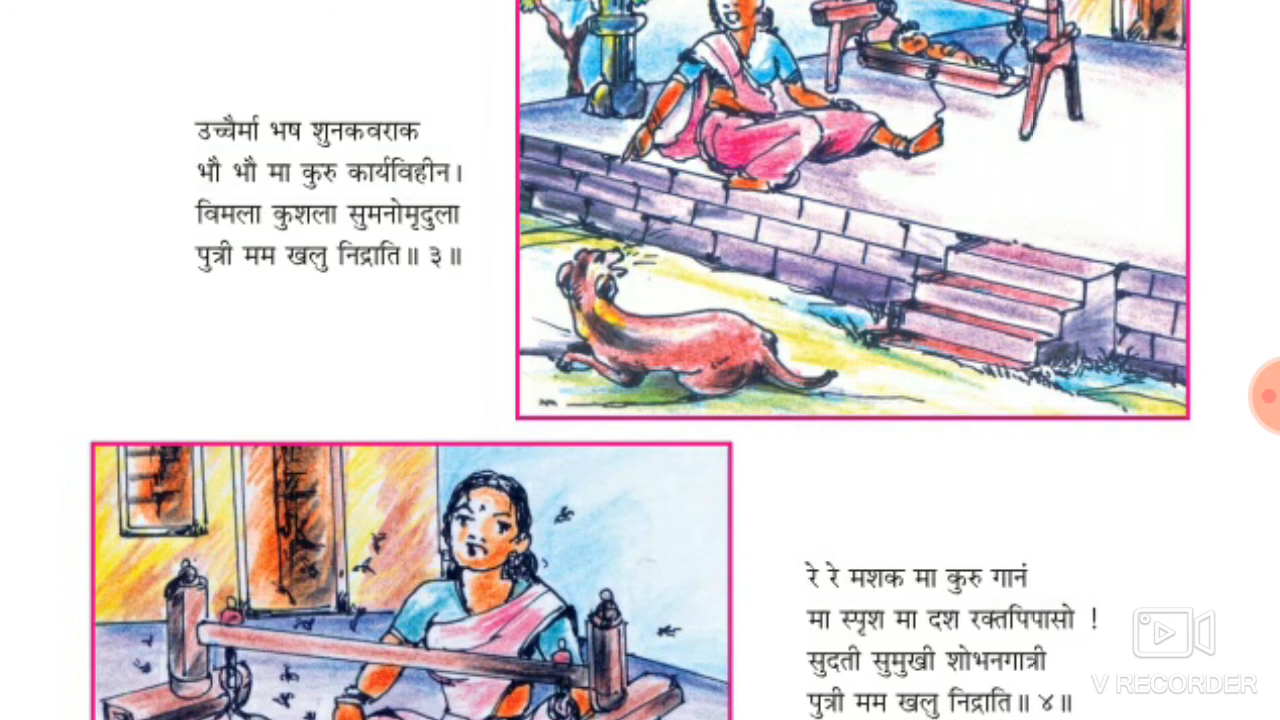 उच्चैर्मा भष शुनकवराक
भौ भौ मा कुरु कार्यविहीन।
विमला कुशला सुमनोमृदुला
पुत्री मम खलु निद्राति॥ ३॥
रे रे मशक मा कुरु गानं
मा स्पृश मा दश रक्तपिपासो !
सुदती सुमुखी शोभनगात्री
पुत्री मम खलु निद्राति॥ ४॥
V RECORDER